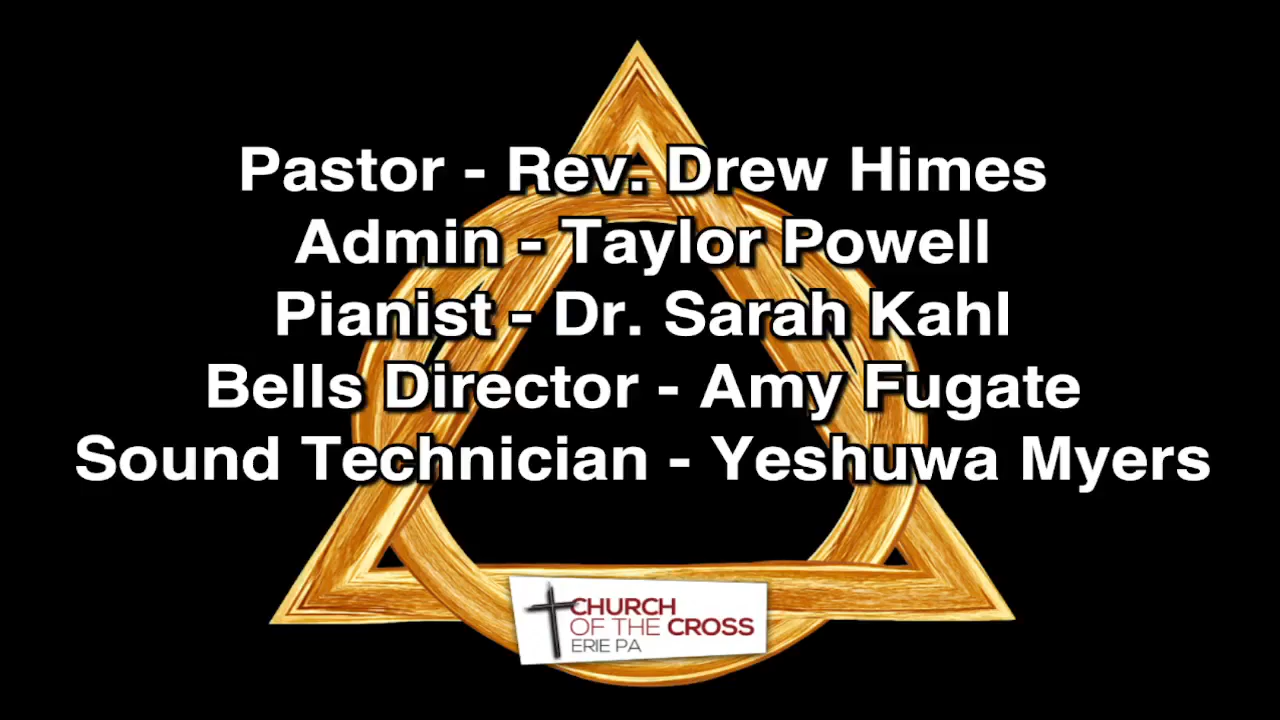 Pastor - Rev. Drew Himes
Admin - Taylor Powell
Pianist - Dr. Sarah Kahl
Bells Director - Amy Fugate
Sound Technician - Yeshuwa Myers
CHURCH
OF THE CROSS
ERIE PA